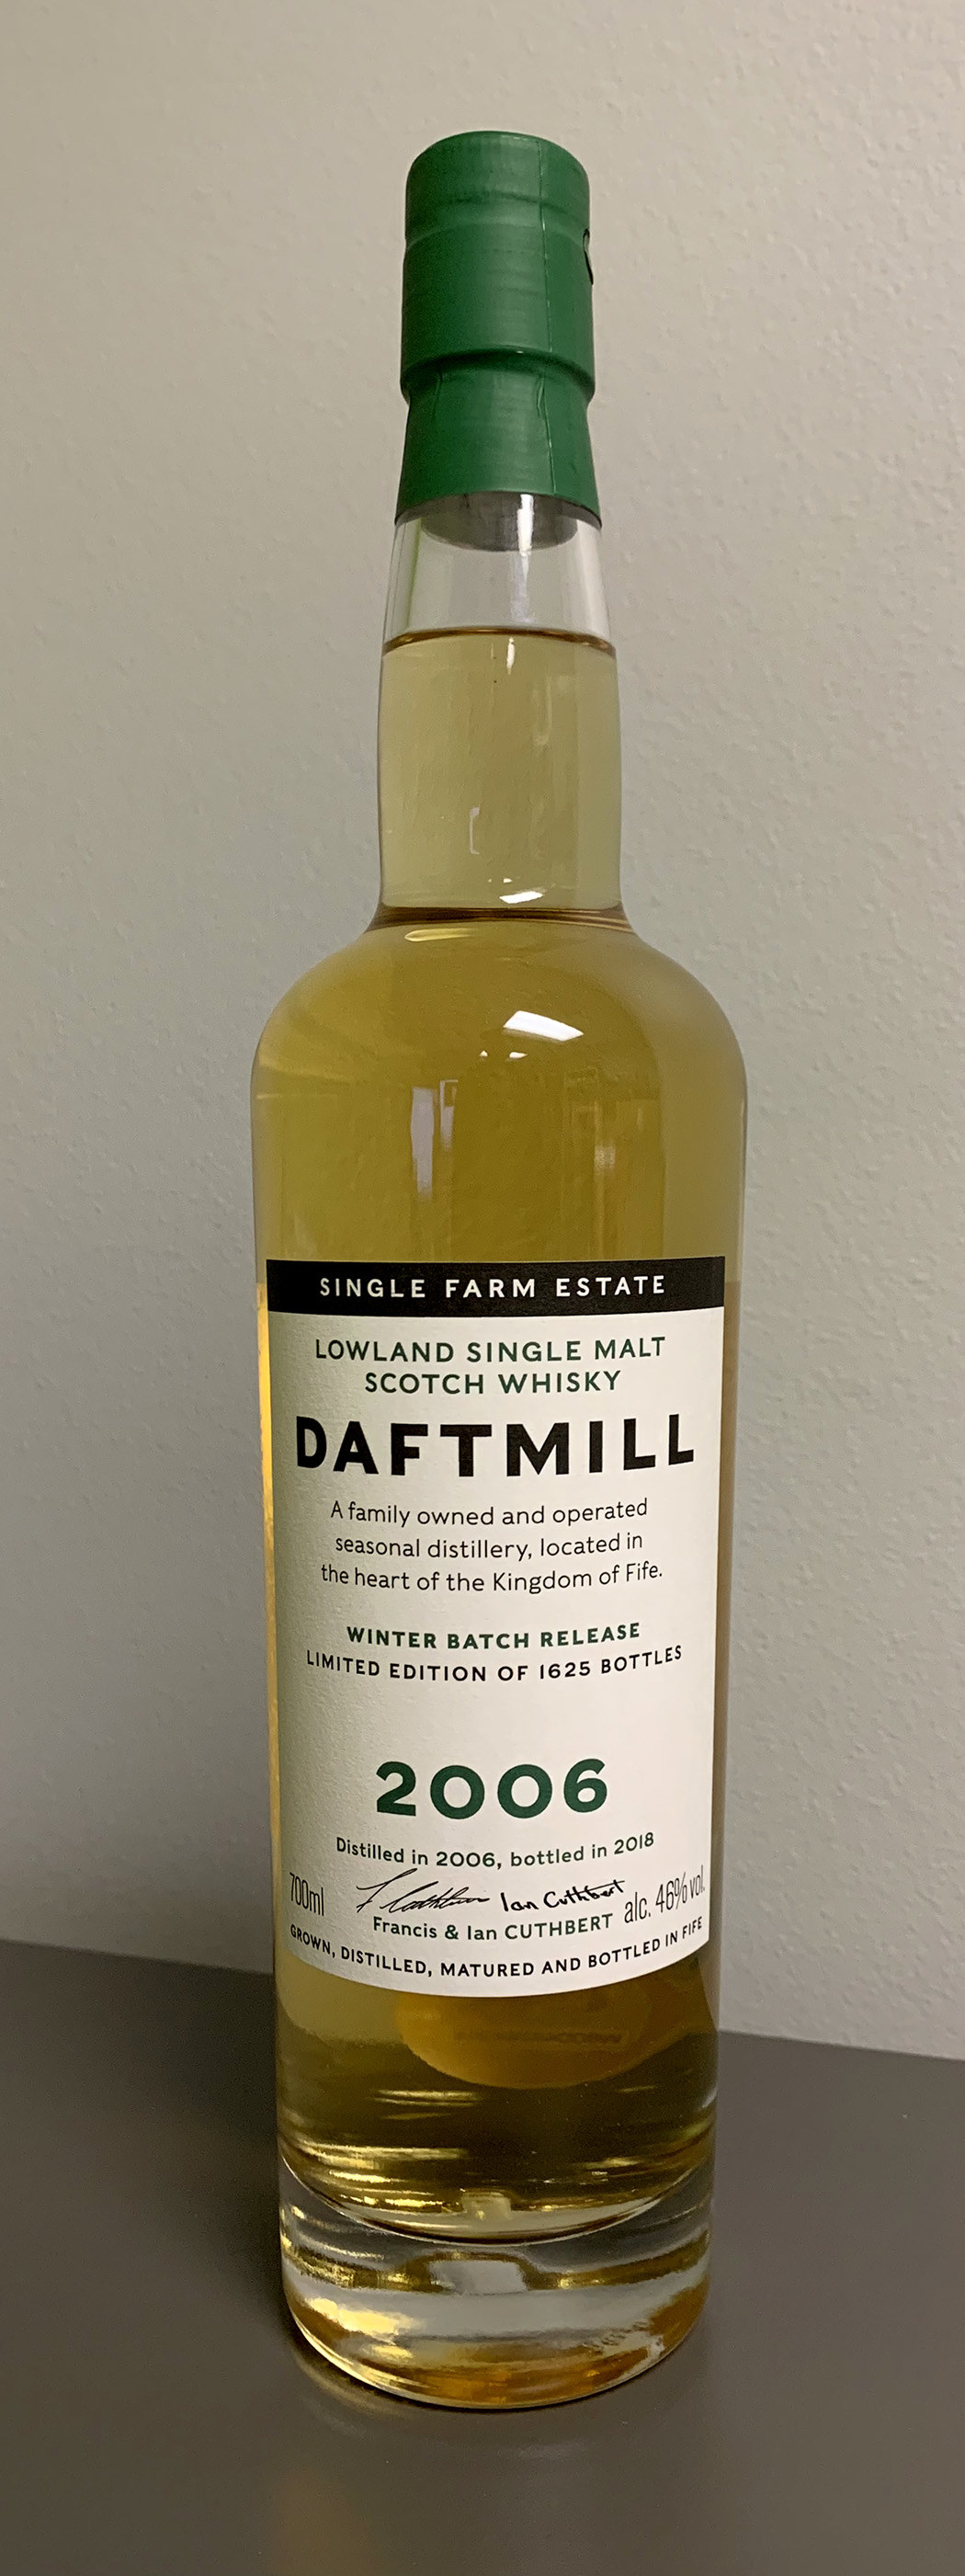 SINGLE FARM ESTATE
LOWLAND SINGLE MALT
SCOTCH WHISKY
DAFTMILL
A family owned and operated
seasonal distillery, located in
the heart of the Kingdom of Fife.
WINTER BATCH RELEASE
LIMITED EDITION OF 1625 BOTTLES
2006
Distilled in 2006, bottled in 2018
700ml
F Cuthbert Ian Cuthbert
alc. 46% vol.
Francis & Ian CUTHBERT
GROWN, DISTILLED, MATURED AND BOTTLED IN FIFE